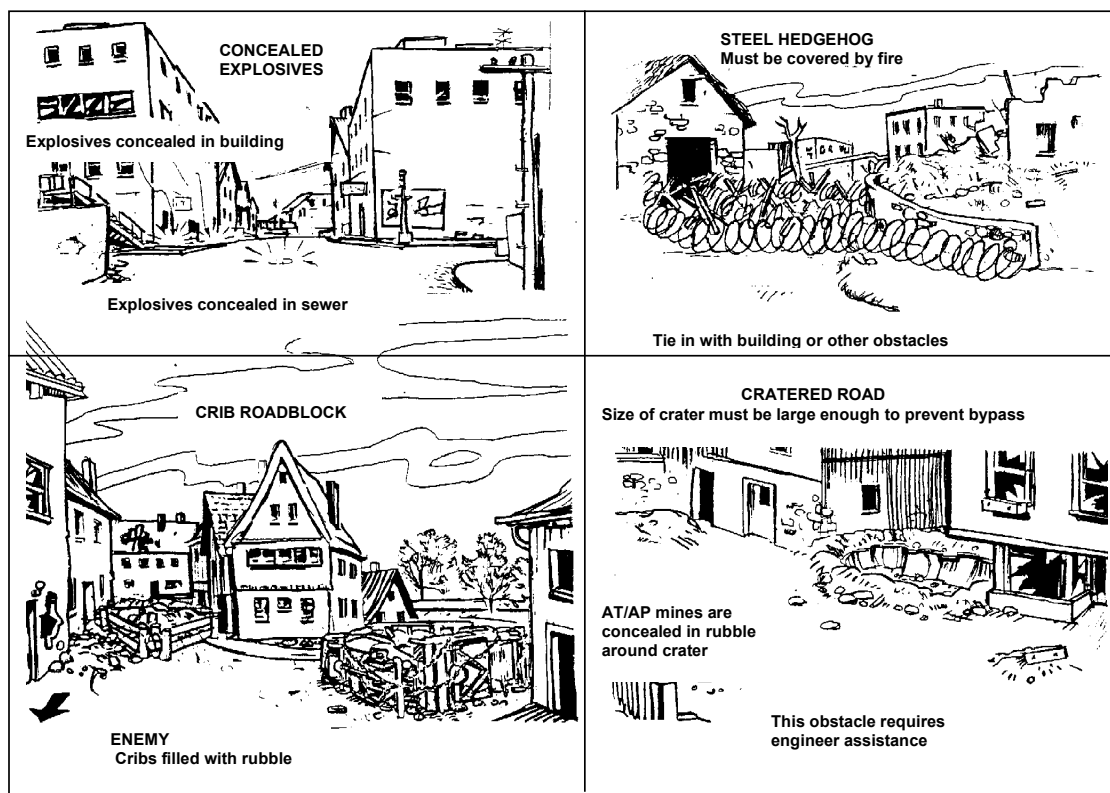 CONCEALED
EXPLOSIVES
Explosives concealed in building
Explosives concealed in sewer
STEEL HEDGEHOG
Must be covered by fire
Tie in with building or other obstacles
CRIB ROADBLOCK
ENEMY
Cribs filled with rubble
CRATERED ROAD
Size of crater must be large enough to prevent bypass
AT/AP mines are
concealed in rubble
around crater
This obstacle requires
engineer assistance